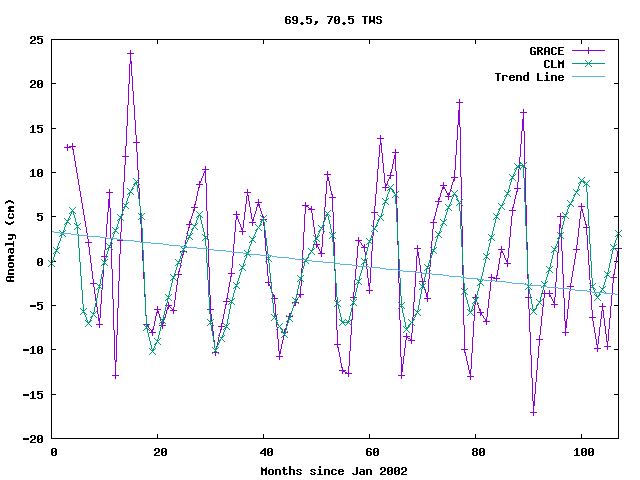 69.5, 70.5 TWS
GRACE
CLM
Trend Line
Anomaly (cm)
25
20
15
10
5
0
-5
-10
-15
-20
0 20 40 60 80 100
Months since Jan 2002